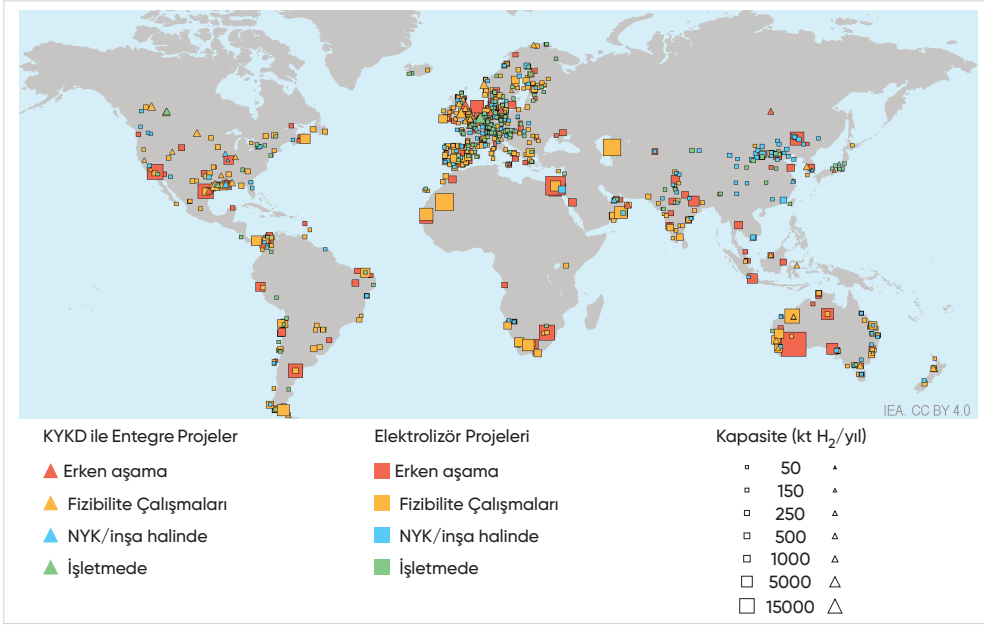 IEA. CC BY 4.0
KYKD ile Entegre Projeler
Erken aşama
Fizibilite Çalışmaları
NYK/inşa halinde
İşletmede
Elektrolizör Projeleri
Erken aşama
Fizibilite Çalışmaları
NYK/inşa halinde
İşletmede
Kapasite (kt H₂/yıl)
50
150
250
500
1000
5000
15000